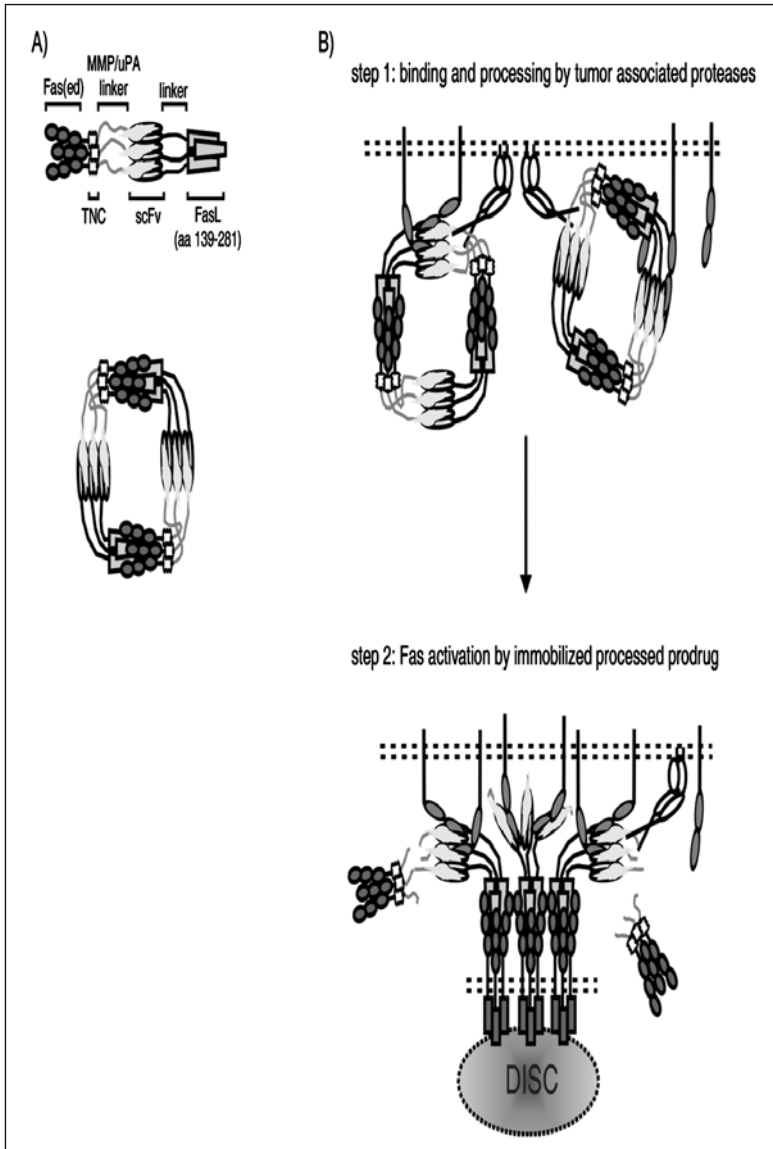 A)
MMP/uPA
Fas(ed) linker linker
TNC scFv FasL
(aa 139-281)
B)
step 1: binding and processing by tumor associated proteases
step 2: Fas activation by immobilized processed prodrug
DISC